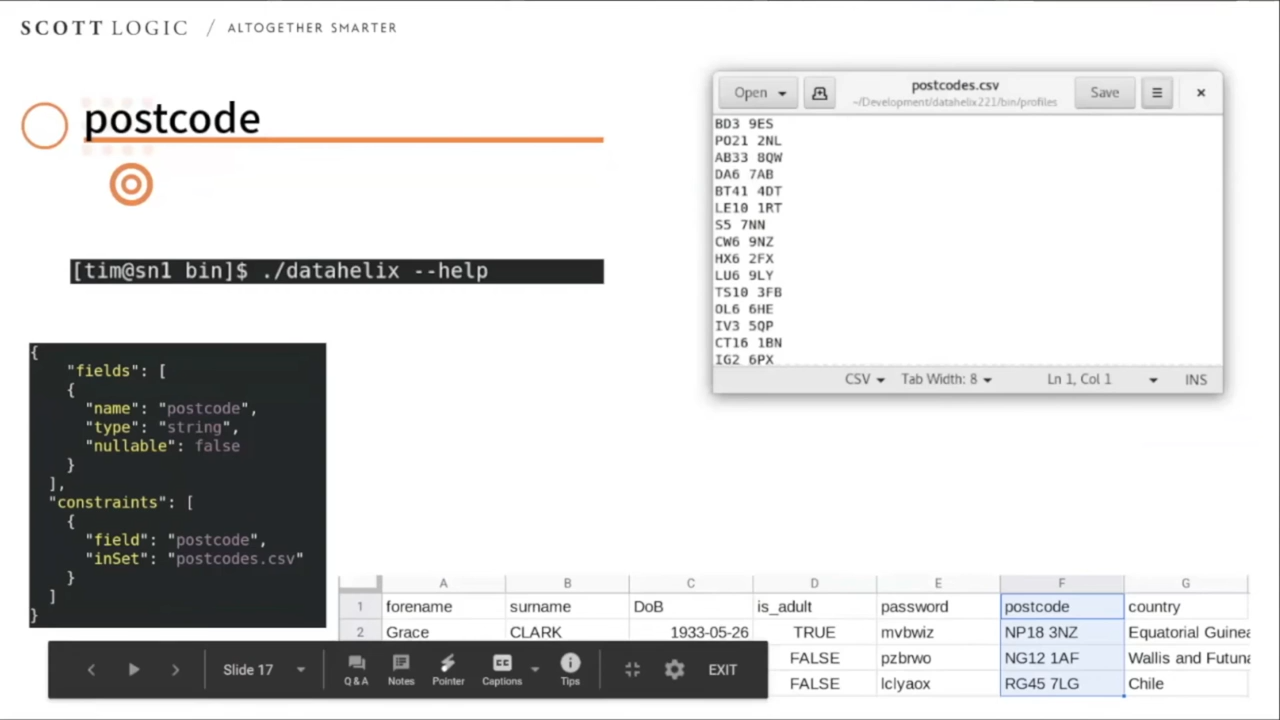 SCOTT LOGIC / ALTOGETHER SMARTER
postcode
[tim@sn1 bin]$ ./datahelix --help
{
"fields": [
{
"name": "postcode",
"type": "string",
"nullable": false
}
],
"constraints": [
{
"field": "postcode",
"inSet": "postcodes.csv"
}
]
}
Open
postcodes.csv
~/Development/datahelix221/bin/profiles
Save
BD3 9ES
PO21 2NL
AB33 8QW
DA6 7AB
BT41 4DT
LE10 1RT
S5 7NN
CW6 9NZ
HX6 2FX
LU6 9LY
TS10 3FB
OL6 6HE
IV3 5QP
CT16 1BN
IG2 6PX
CSV Tab Width: 8 Ln 1, Col 1 INS
A B C D E F G
1 forename surname DoB is_adult password postcode country
2 Grace CLARK 1933-05-26 TRUE mvbwiz NP18 3NZ Equatorial Guinea
FALSE pzbrwo NG12 1AF Wallis and Futuna
FALSE lclyaox RG45 7LG Chile
Slide 17 Q & A Notes Pointer Captions Tips EXIT
CC